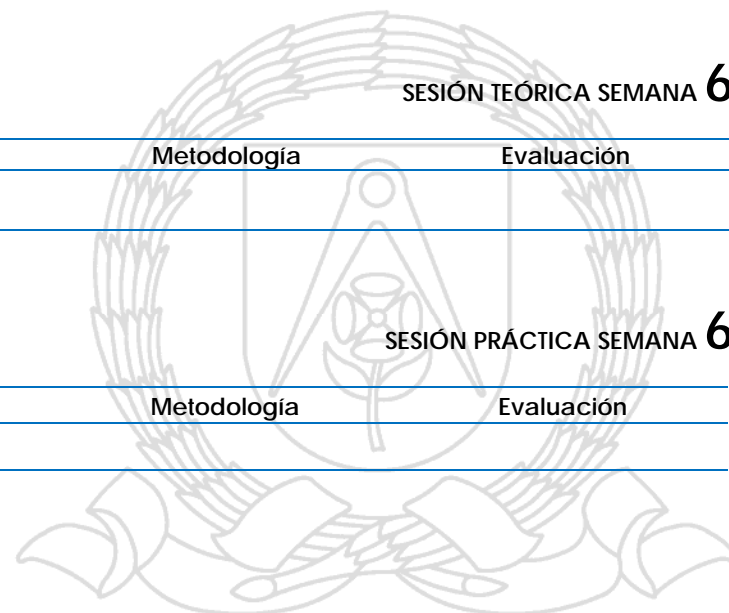 SESIÓN TEÓRICA SEMANA 6
Metodología Evaluación
SESIÓN PRÁCTICA SEMANA 6
Metodología Evaluación